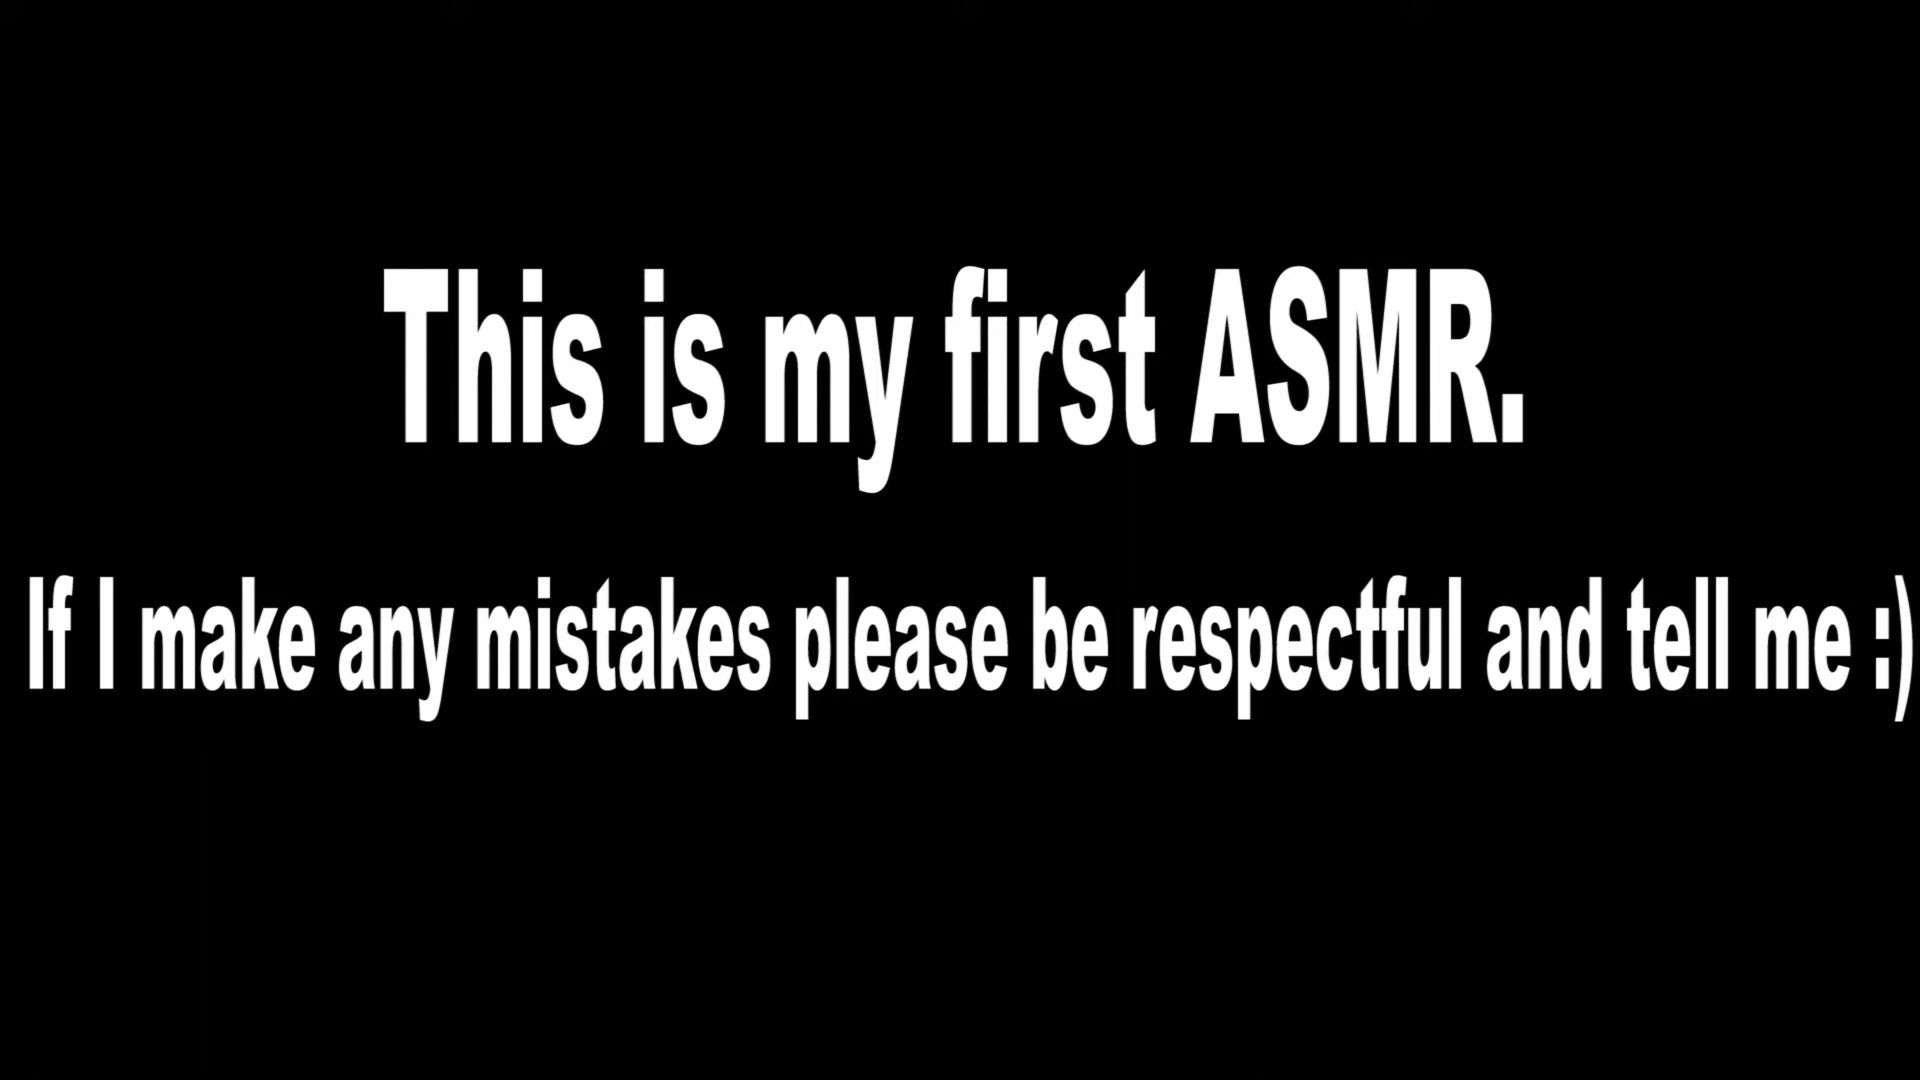 This is my first ASMR.
If I make any mistakes please be respectful and tell me :)